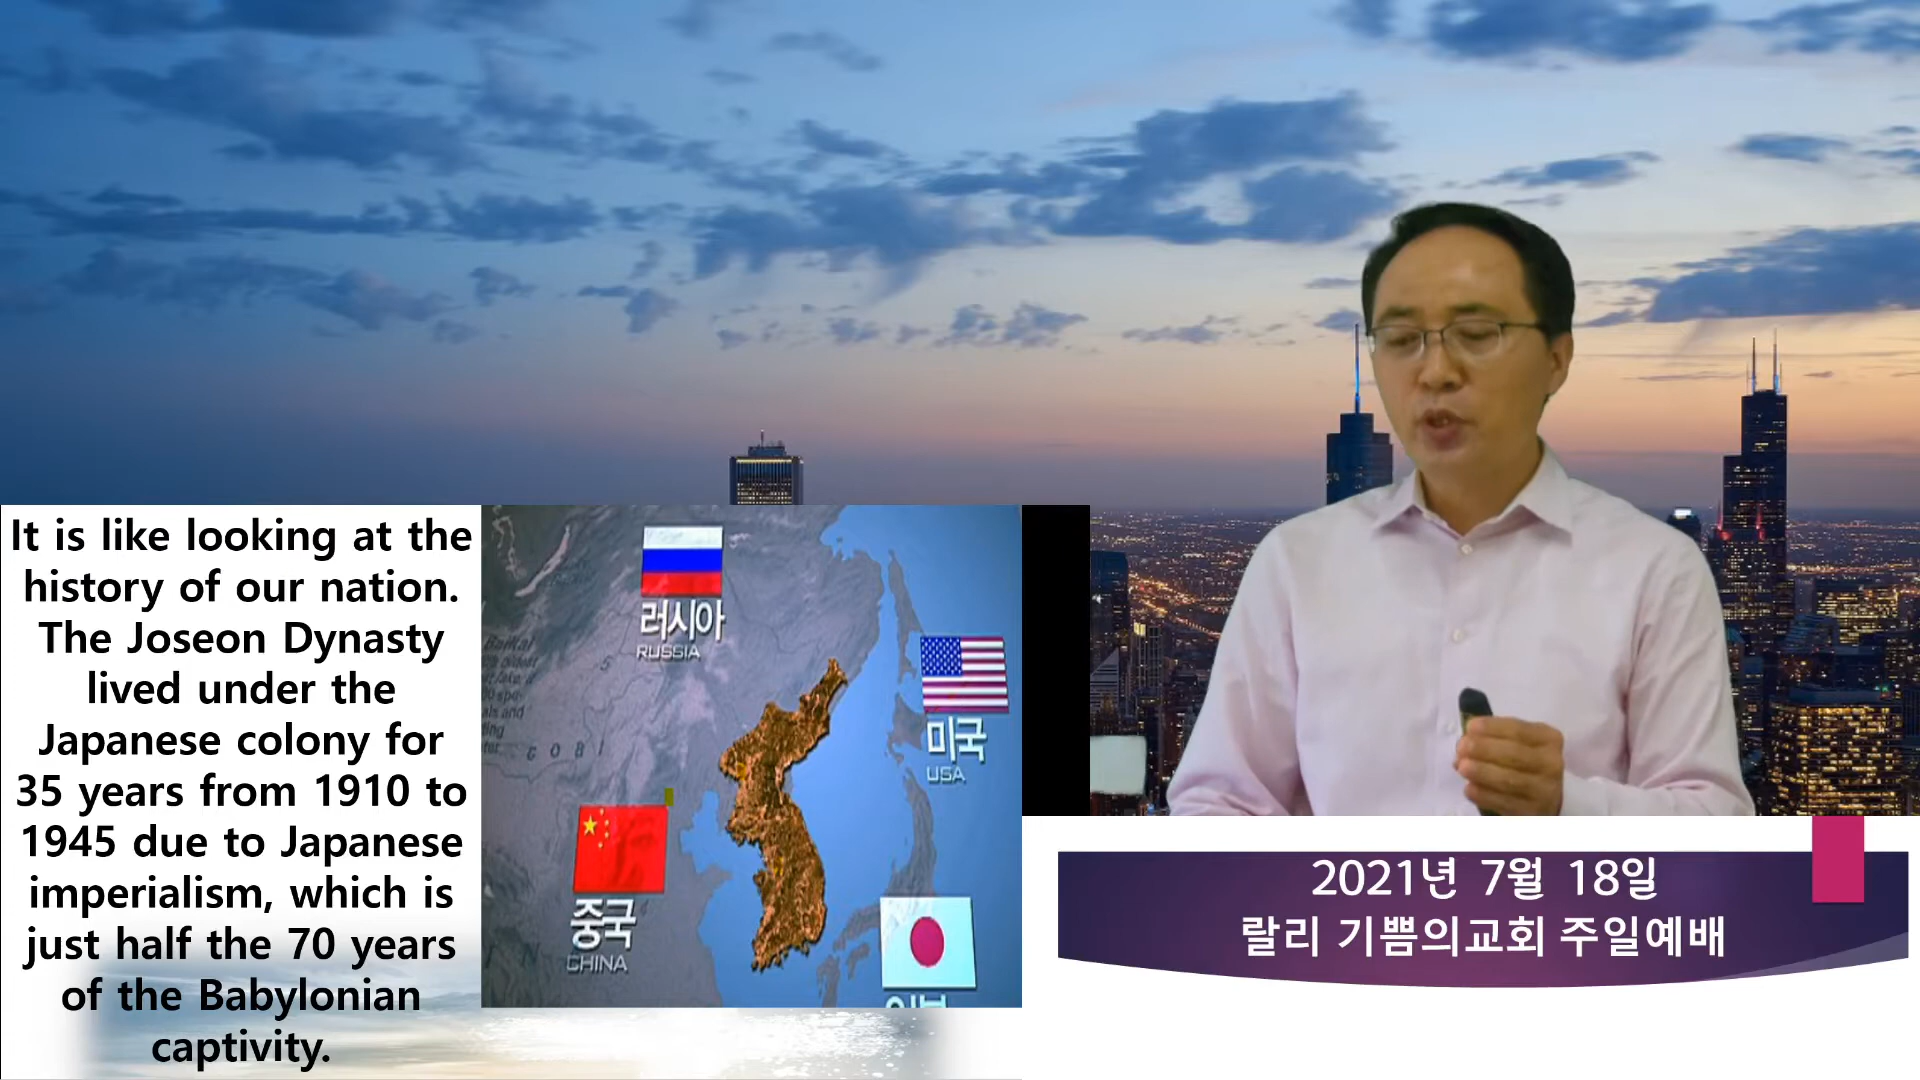 It is like looking at the
history of our nation.
The Joseon Dynasty
lived under the
Japanese colony for
35 years from 1910 to
1945 due to Japanese
imperialism, which is
just half the 70 years
of the Babylonian
captivity.
러시아
RUSSIA
미국
USA
GOBI
중국
CHINA
2021년 7월 18일
랄리 기쁨의교회 주일예배